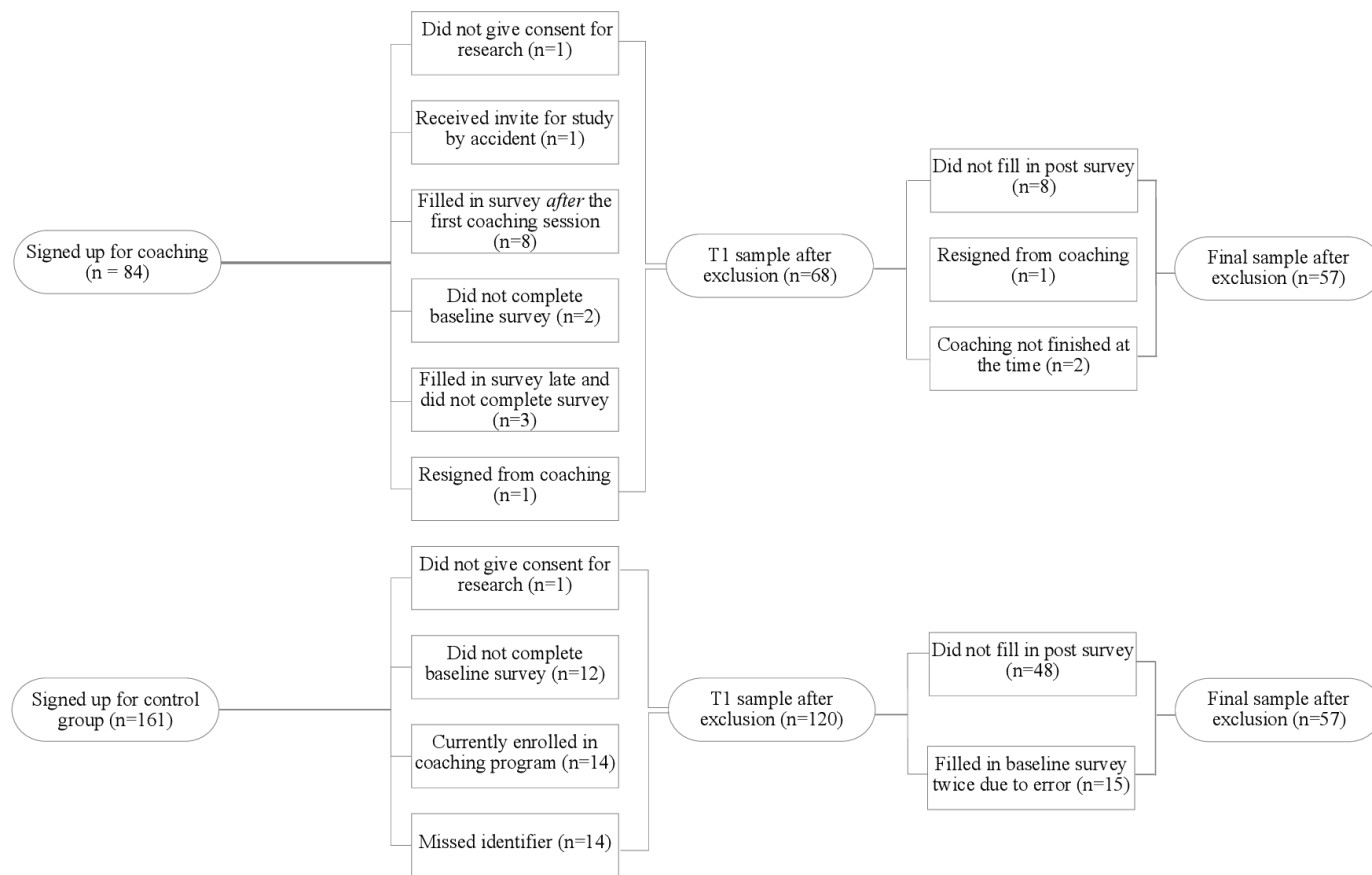 Did not give consent for
research (n=1)
Received invite for study
by accident (n=1)
Filled in survey after the
first coaching session
(n=8)
Signed up for coaching
(n = 84)
Did not complete
baseline survey (n=2)
Filled in survey late and
did not complete survey
(n=3)
Resigned from coaching
(n=1)
T1 sample after
exclusion (n=68)
Did not fill in post survey
(n=8)
Resigned from coaching
(n=1)
Coaching not finished at
the time (n=2)
Final sample after
exclusion (n=57)
Did not give consent for
research (n=1)
Did not complete
baseline survey (n=12)
Signed up for control
group (n=161)
Currently enrolled in
coaching program (n=14)
Missed identifier (n=14)
T1 sample after
exclusion (n=120)
Did not fill in post survey
(n=48)
Filled in baseline survey
twice due to error (n=15)
Final sample after
exclusion (n=57)